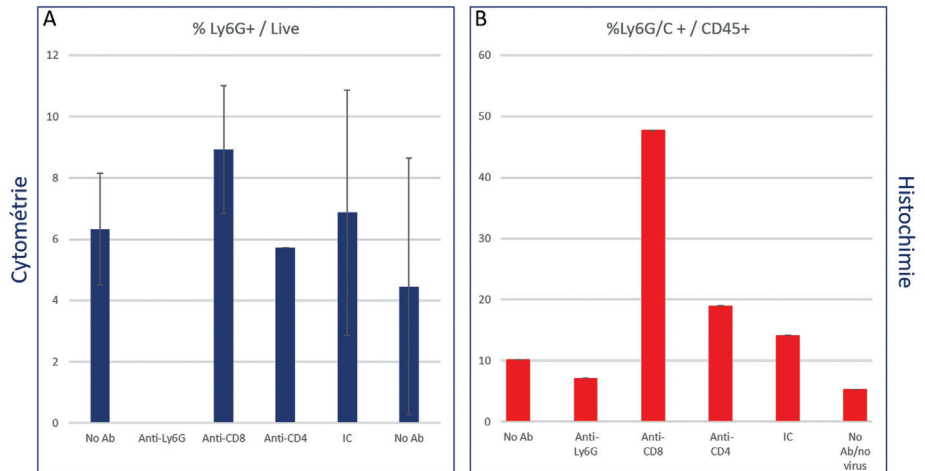 A
% Ly6G+ / Live
12
10
8
6
4
2
0
No Ab Anti-Ly6G Anti-CD8 Anti-CD4 IC No Ab
Cytométrie
B
%Ly6G/C + / CD45+
60
50
40
30
20
10
0
No Ab Anti- Anti- Anti- IC No
Ly6G CD8 CD4 Ab/no
virus
Histochimie